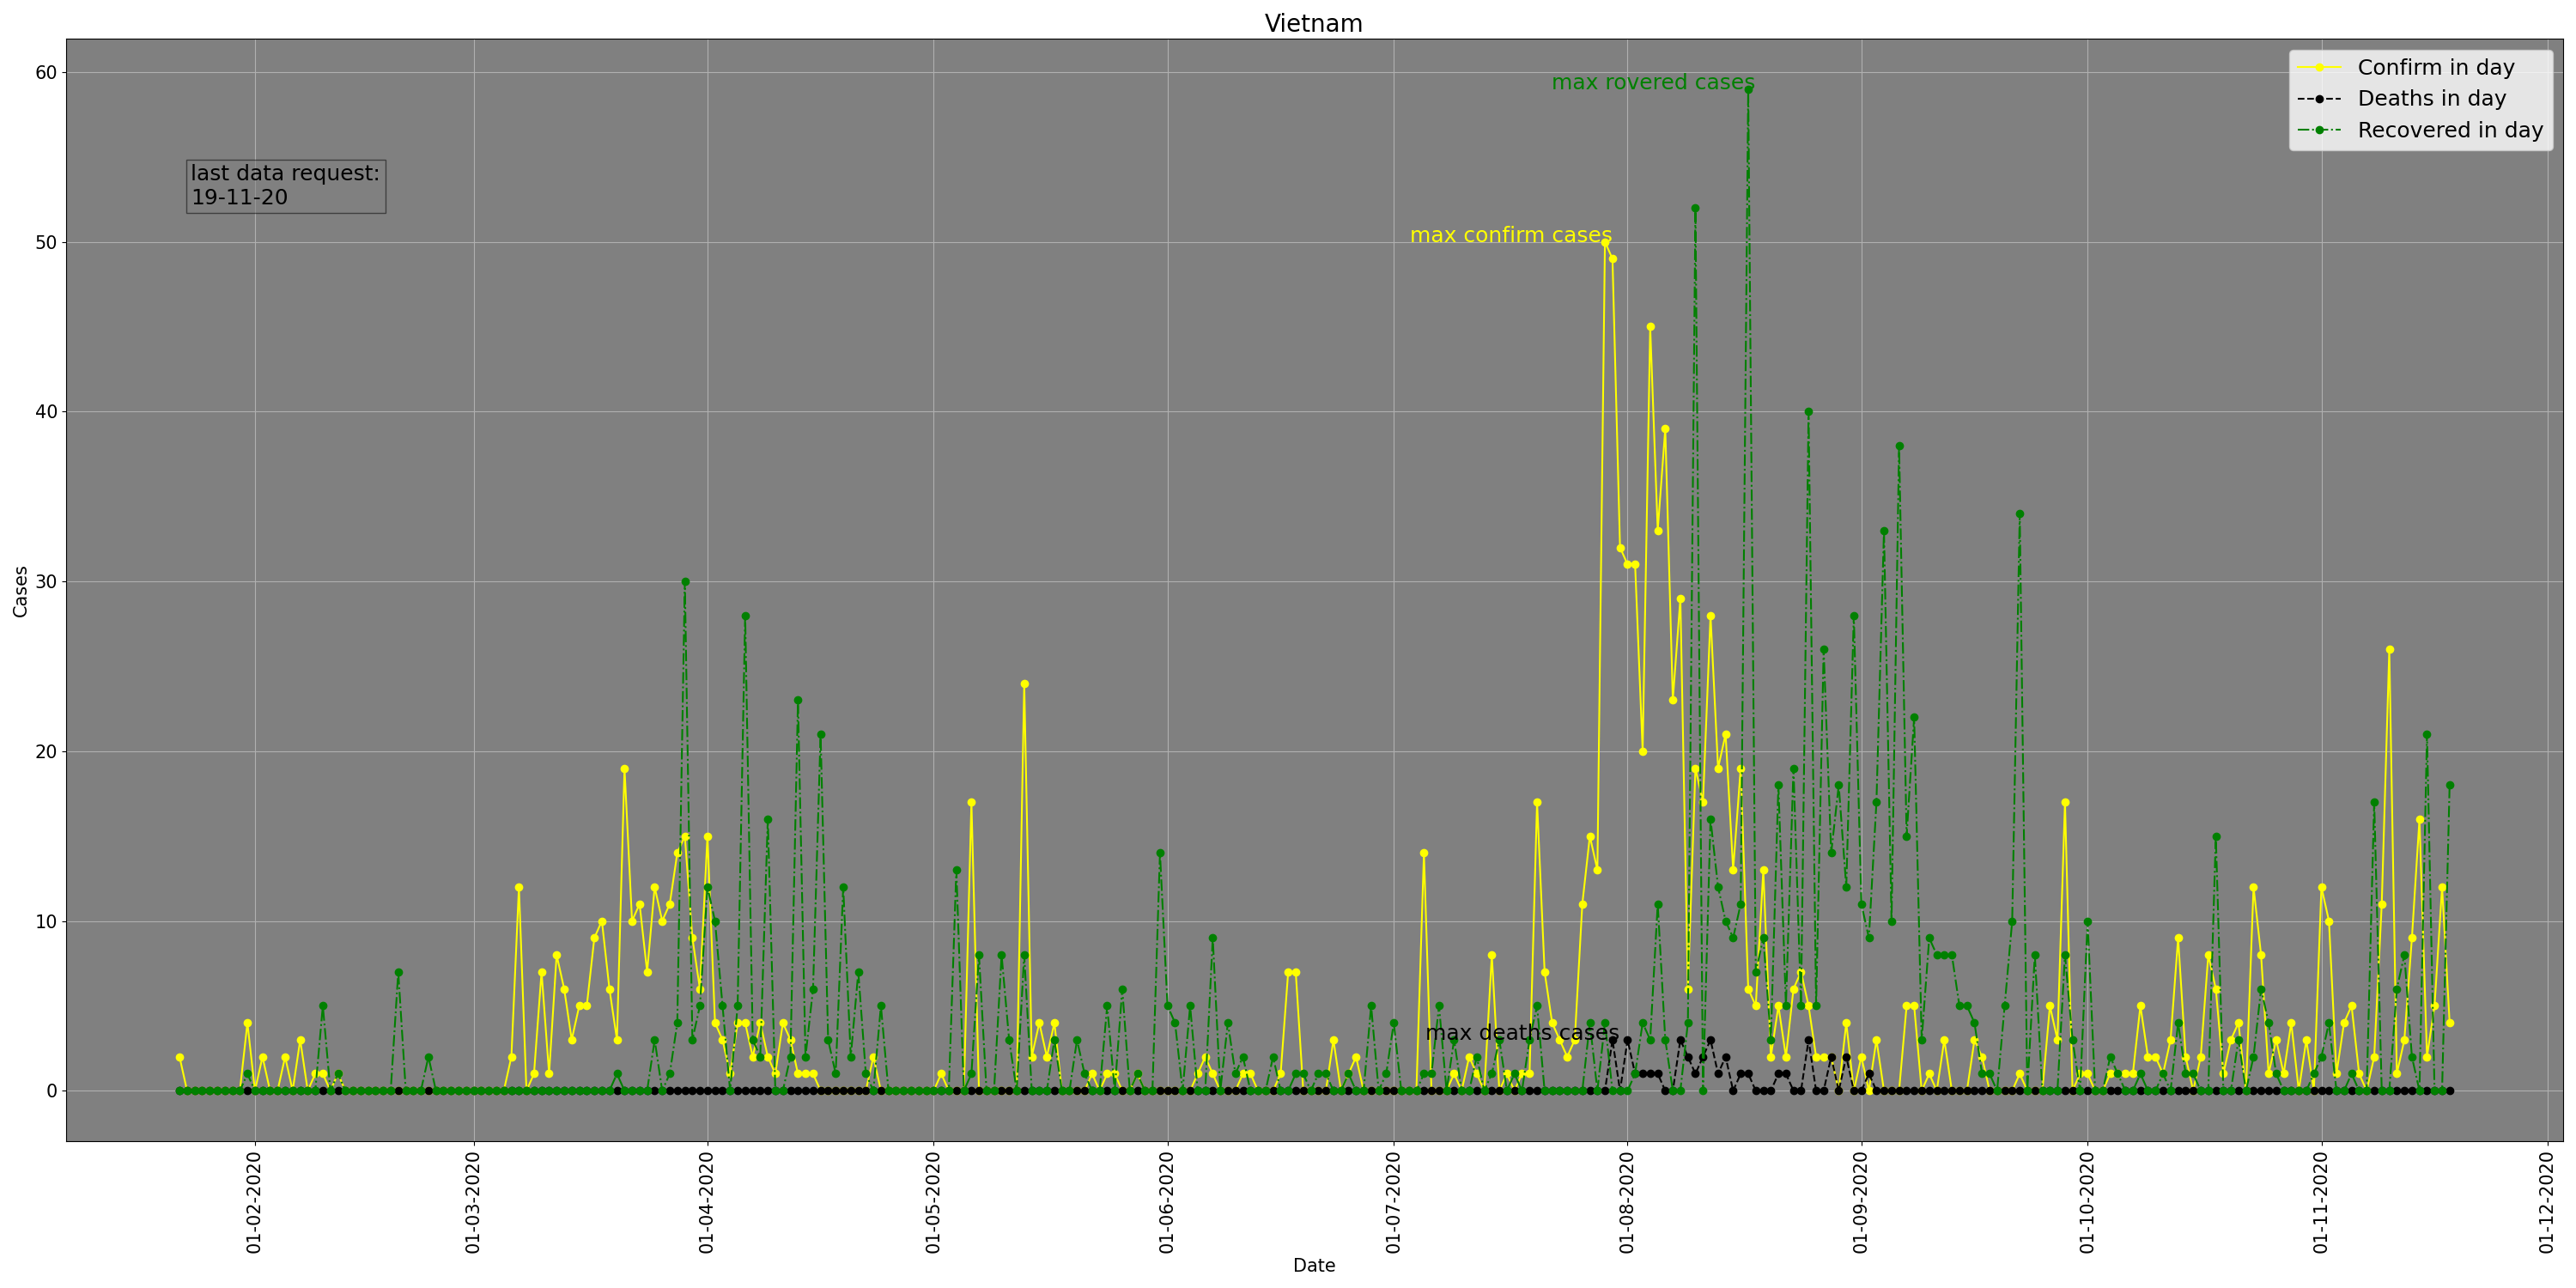 Vietnam
60
50
40
30
20
10
0
Cases
last data request:
19-11-20
max rovered cases
max confirm cases
max deaths cases
Confirm in day
Deaths in day
Recovered in day
01-02-2020
01-03-2020
01-04-2020
01-05-2020
01-06-2020
01-07-2020
01-08-2020
01-09-2020
01-10-2020
01-11-2020
01-12-2020
Date